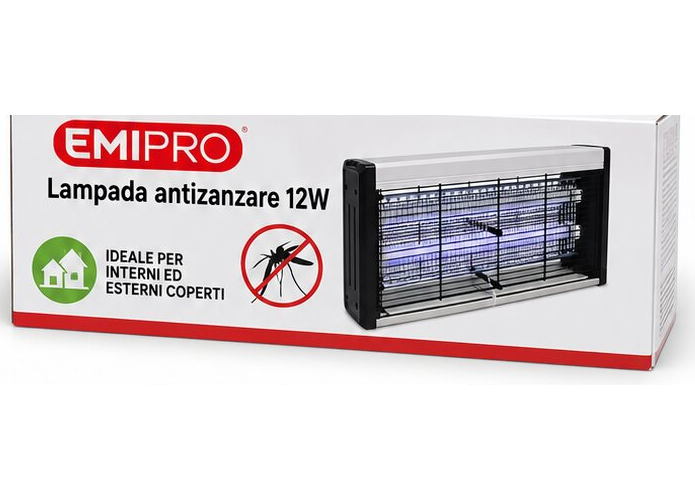 EMIPRO®
Lampada antizanzare 12W
IDEALE PER
INTERNI ED
ESTERNI COPERTI